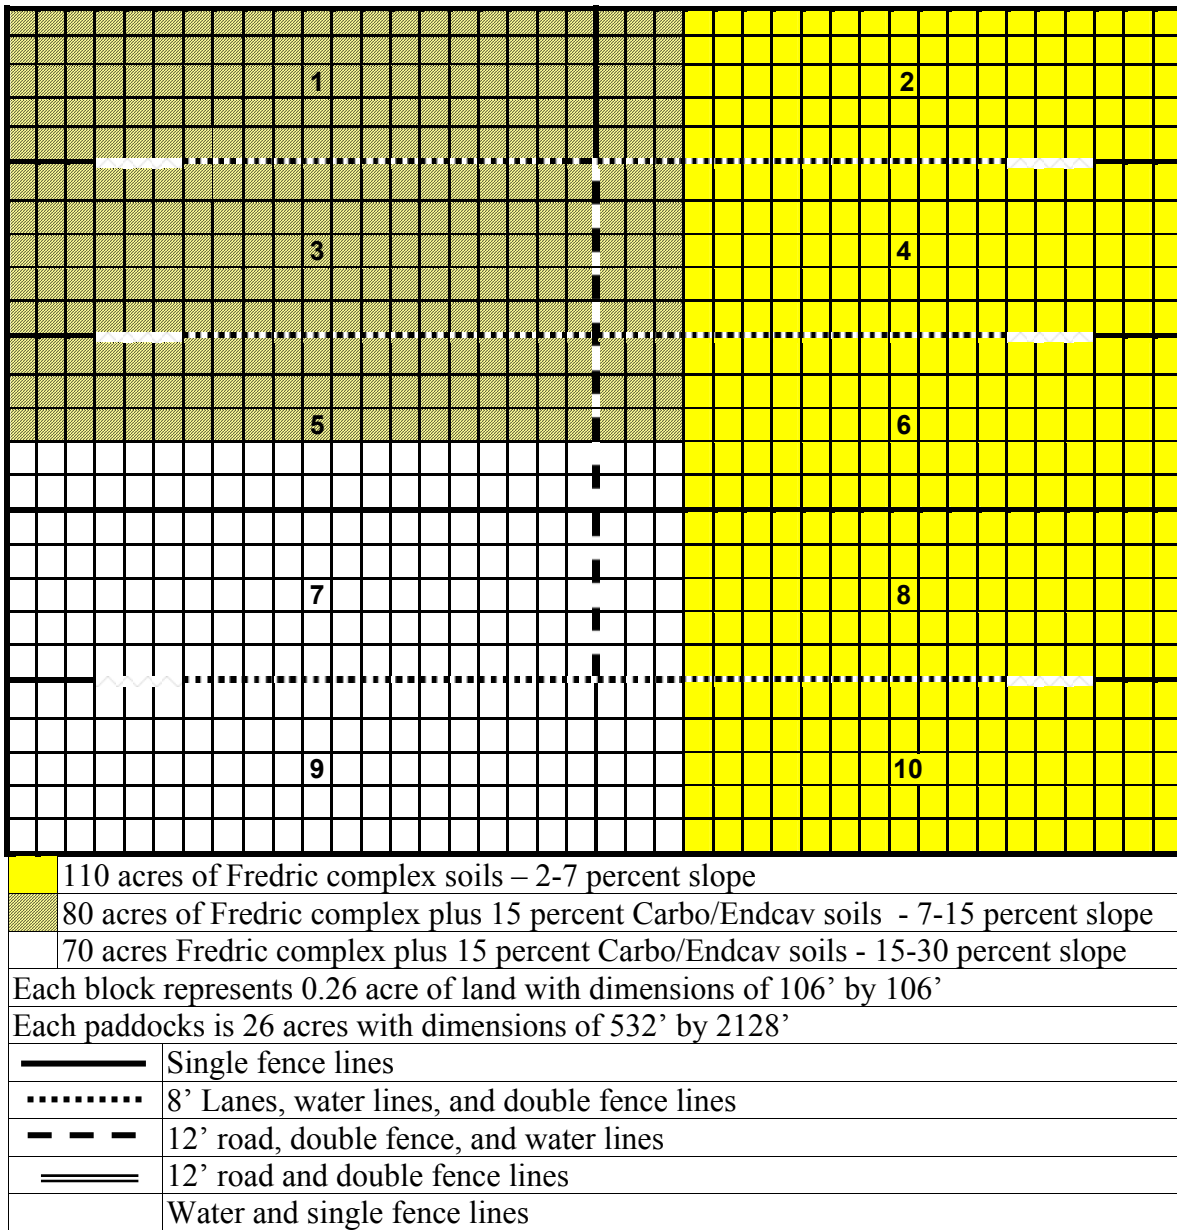 1
2
3
4
5
6
7
8
9
10
110 acres of Fredric complex soils – 2-7 percent slope
80 acres of Fredric complex plus 15 percent Carbo/Endcav soils - 7-15 percent slope
70 acres Fredric complex plus 15 percent Carbo/Endcav soils - 15-30 percent slope
Each block represents 0.26 acre of land with dimensions of 106’ by 106’
Each paddocks is 26 acres with dimensions of 532’ by 2128’
Single fence lines
8’ Lanes, water lines, and double fence lines
12’ road, double fence, and water lines
12’ road and double fence lines
Water and single fence lines